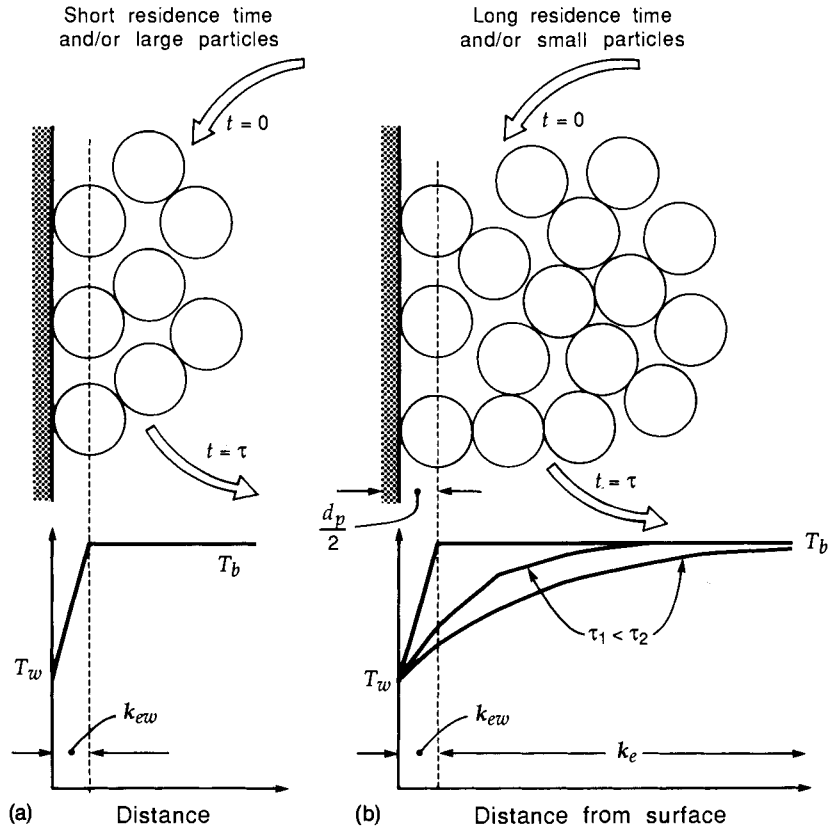 Short residence time
and/or large particles
t = 0
t = τ
T_b
T_w
k_ew
(a)
Distance
Long residence time
and/or small particles
t = 0
t = τ
d_p
2
T_b
τ_1 < τ_2
T_w
k_ew
k_e
(b)
Distance from surface